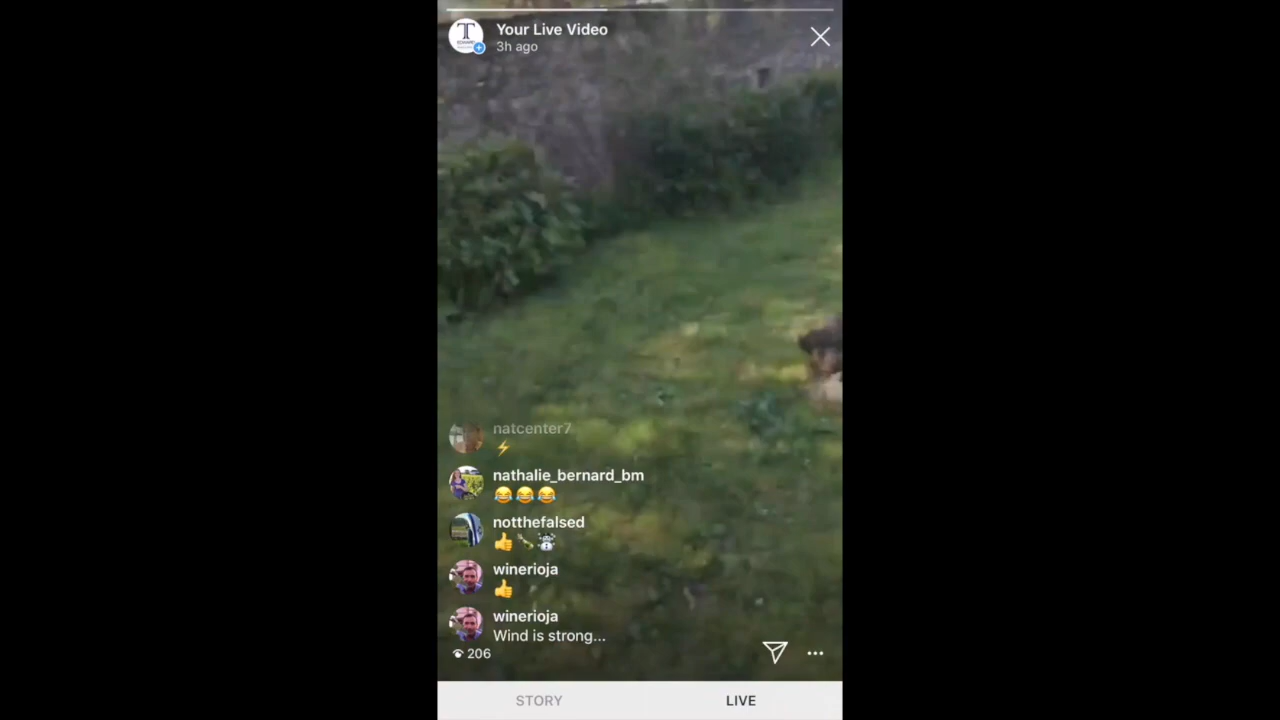 T
Your Live Video
3h ago
natcenter7
⚡
nathalie_bernard_bm
😂😂😂
notthefalsed
👍🍾☃️
winerioja
👍
winerioja
Wind is strong...
206
STORY
LIVE